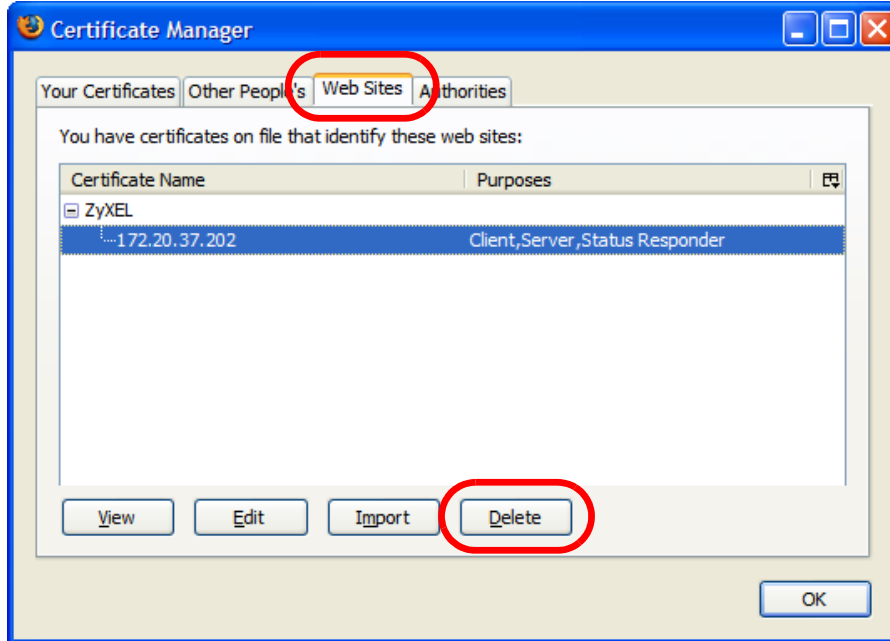 Certificate Manager
Your Certificates Other People's Web Sites Authorities
You have certificates on file that identify these web sites:
Certificate Name Purposes
ZyXEL
172.20.37.202 Client,Server,Status Responder
View Edit Import Delete
OK